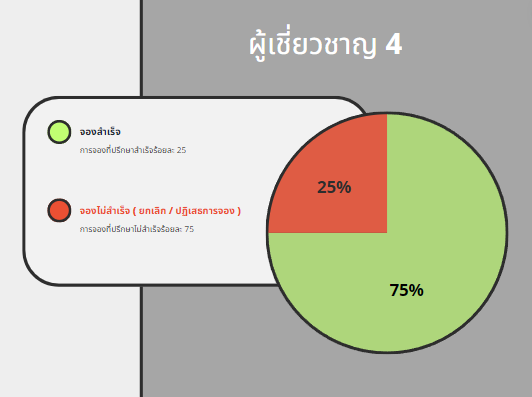 ผู้เชี่ยวชาญ 4
จองสำเร็จ
การจองที่ปรึกษาสำเร็จร้อยละ 25
จองไม่สำเร็จ ( ยกเลิก / ปฏิเสธการจอง )
การจองที่ปรึกษาไม่สำเร็จร้อยละ 75
25%
75%